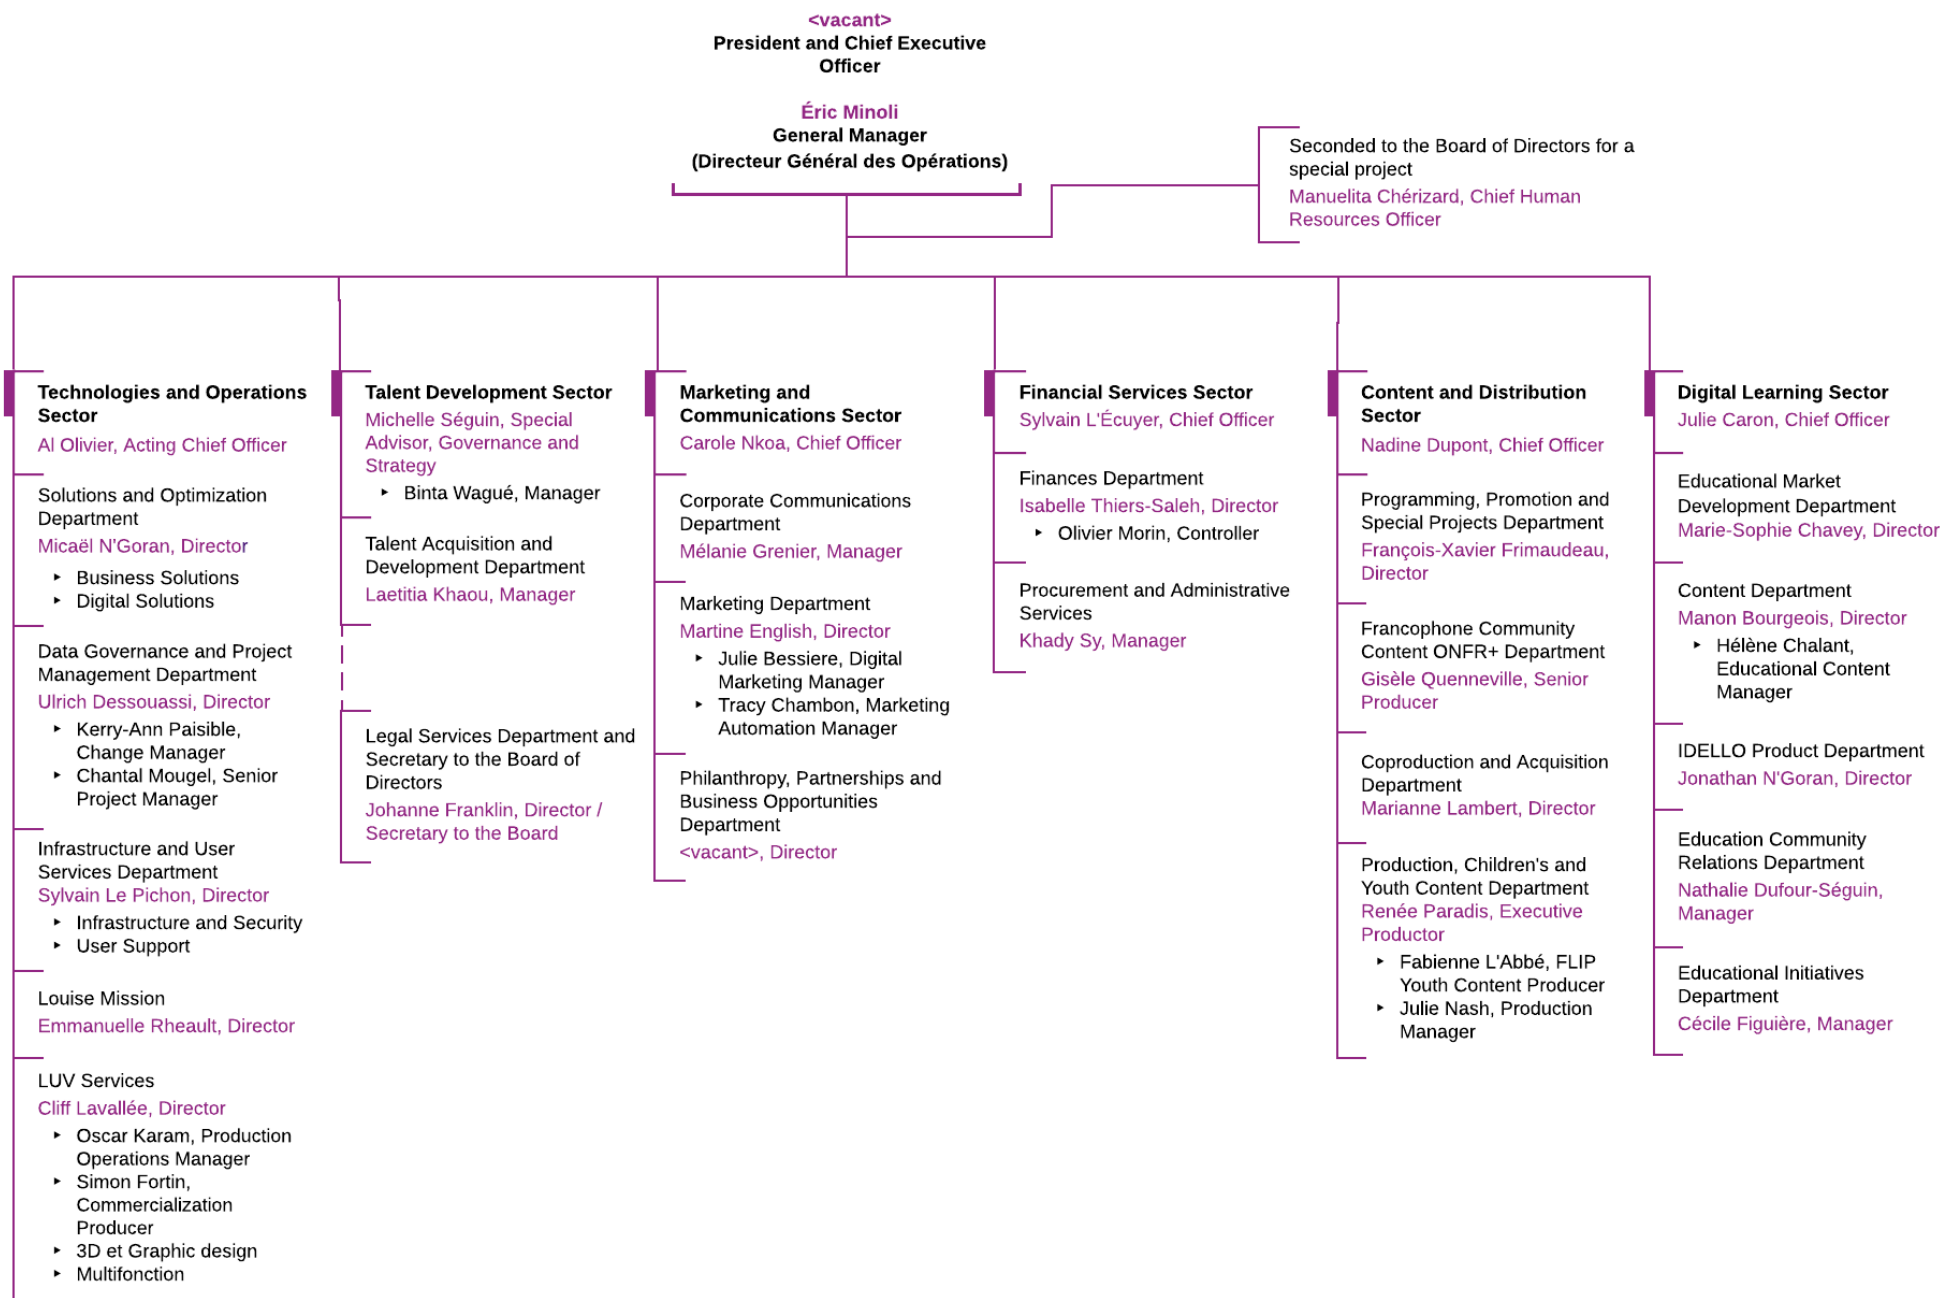 <vacant>
President and Chief Executive
Officer
Éric Minoli
General Manager
(Directeur Général des Opérations)
Seconded to the Board of Directors for a
special project
Manuelita Chérizard, Chief Human
Resources Officer
Technologies and Operations
Sector
Al Olivier, Acting Chief Officer
Solutions and Optimization
Department
Micaël N'Goran, Director
‣ Business Solutions
‣ Digital Solutions
Data Governance and Project
Management Department
Ulrich Dessouassi, Director
‣ Kerry-Ann Paisible,
Change Manager
‣ Chantal Mougel, Senior
Project Manager
Infrastructure and User
Services Department
Sylvain Le Pichon, Director
‣ Infrastructure and Security
‣ User Support
Louise Mission
Emmanuelle Rheault, Director
LUV Services
Cliff Lavallée, Director
‣ Oscar Karam, Production
Operations Manager
‣ Simon Fortin,
Commercialization
Producer
‣ 3D et Graphic design
‣ Multifonction
Talent Development Sector
Michelle Séguin, Special
Advisor, Governance and
Strategy
‣ Binta Wagué, Manager
Talent Acquisition and
Development Department
Laetitia Khaou, Manager
Legal Services Department and
Secretary to the Board of
Directors
Johanne Franklin, Director /
Secretary to the Board
Marketing and
Communications Sector
Carole Nkoa, Chief Officer
Corporate Communications
Department
Mélanie Grenier, Manager
Marketing Department
Martine English, Director
‣ Julie Bessiere, Digital
Marketing Manager
‣ Tracy Chambon, Marketing
Automation Manager
Philanthropy, Partnerships and
Business Opportunities
Department
<vacant>, Director
Financial Services Sector
Sylvain L'Écuyer, Chief Officer
Finances Department
Isabelle Thiers-Saleh, Director
‣ Olivier Morin, Controller
Procurement and Administrative
Services
Khady Sy, Manager
Content and Distribution
Sector
Nadine Dupont, Chief Officer
Programming, Promotion and
Special Projects Department
François-Xavier Frimaudeau,
Director
Francophone Community
Content ONFR+ Department
Gisèle Quenneville, Senior
Producer
Coproduction and Acquisition
Department
Marianne Lambert, Director
Production, Children's and
Youth Content Department
Renée Paradis, Executive
Productor
‣ Fabienne L'Abbé, FLIP
Youth Content Producer
‣ Julie Nash, Production
Manager
Digital Learning Sector
Julie Caron, Chief Officer
Educational Market
Development Department
Marie-Sophie Chavey, Director
Content Department
Manon Bourgeois, Director
‣ Hélène Chalant,
Educational Content
Manager
IDELLO Product Department
Jonathan N'Goran, Director
Education Community
Relations Department
Nathalie Dufour-Séguin,
Manager
Educational Initiatives
Department
Cécile Figuière, Manager